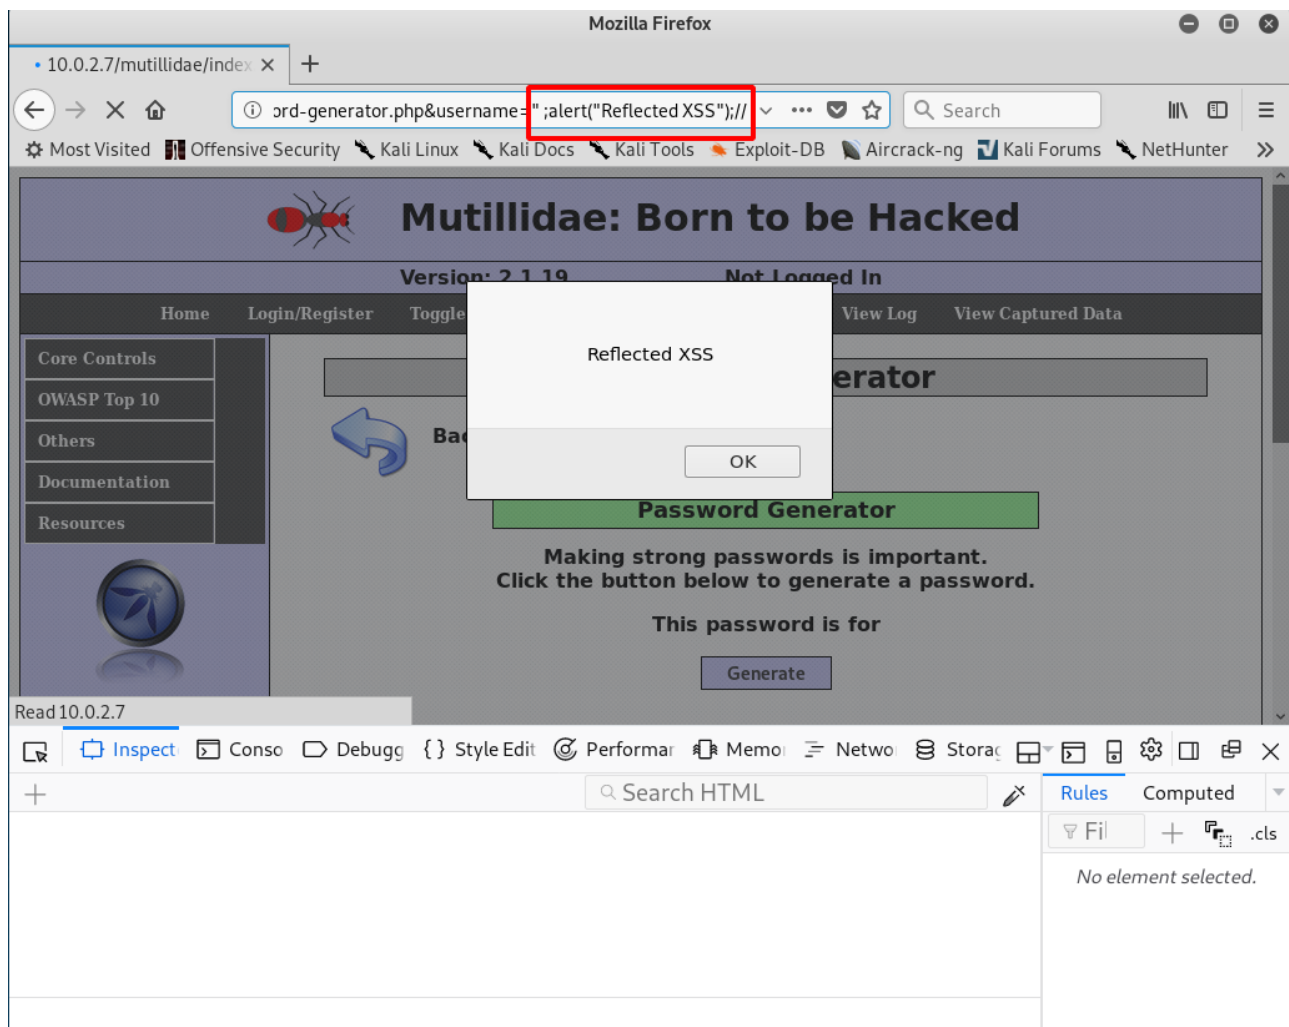 Mozilla Firefox
10.0.2.7/mutillidae/index
ord-generator.php&username=" ;alert("Reflected XSS");// Search
Most Visited Offensive Security Kali Linux Kali Docs Kali Tools Exploit-DB Aircrack-ng Kali Forums NetHunter
Mutillidae: Born to be Hacked
Version: 2.1.19 Not Logged In
Home Login/Register Toggle View Log View Captured Data
Core Controls
OWASP Top 10
Others
Documentation
Resources
erator
Bac
Reflected XSS
OK
Password Generator
Making strong passwords is important.
Click the button below to generate a password.
This password is for
Generate
Read 10.0.2.7
Inspect Conso Debugg {} Style Edit Performar Memo Netwo Storag
+ Search HTML Rules Computed
Fil + .cls
No element selected.